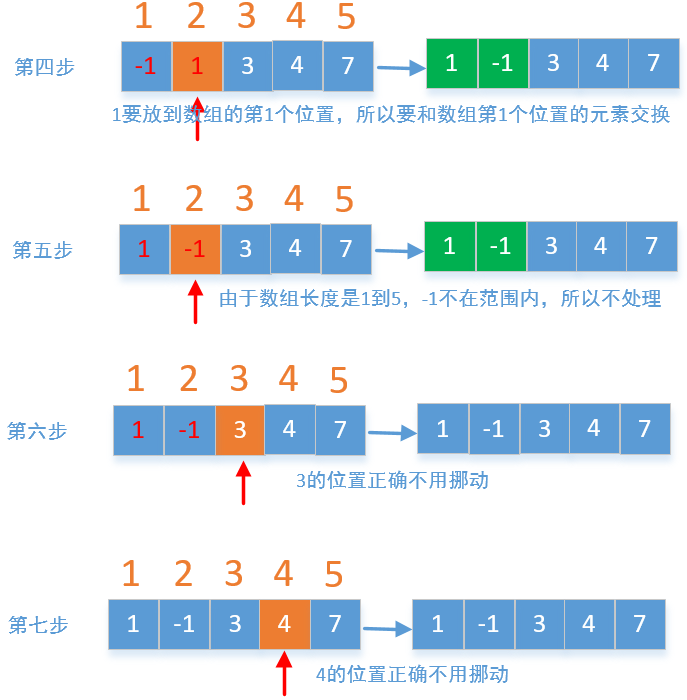 1 2 3 4 5
第四步 -1 1 3 4 7 1 -1 3 4 7
1要放到数组的第1个位置，所以要和数组第1个位置的元素交换
1 2 3 4 5
第五步 1 -1 3 4 7 1 -1 3 4 7
由于数组长度是1到5，-1不在范围内，所以不处理
1 2 3 4 5
第六步 1 -1 3 4 7 1 -1 3 4 7
3的位置正确不用挪动
1 2 3 4 5
第七步 1 -1 3 4 7 1 -1 3 4 7
4的位置正确不用挪动